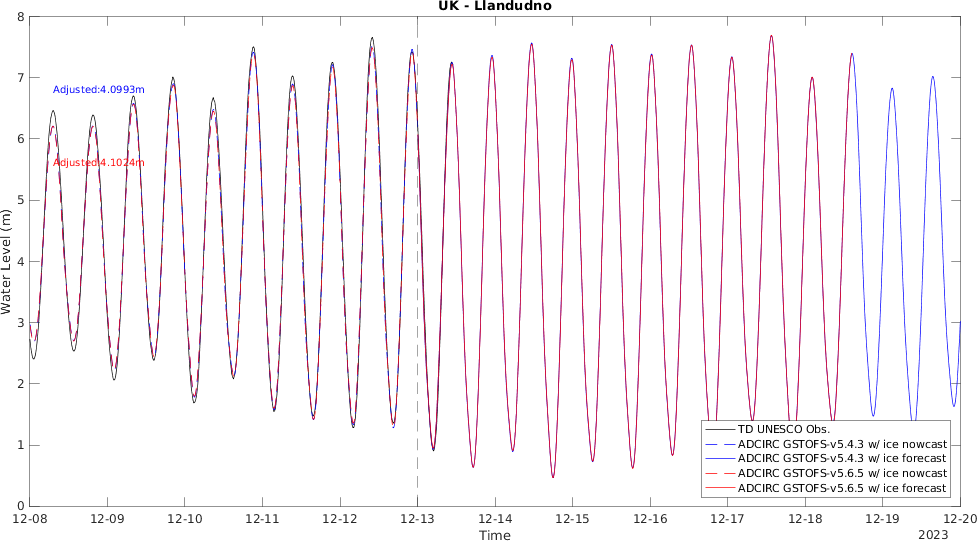 UK - Llandudno
8
7
6
5
4
3
2
1
0
Water Level (m)
Adjusted:4.0993m
Adjusted:4.1024m
TD UNESCO Obs.
ADCIRC GSTOFS-v5.4.3 w/ ice nowcast
ADCIRC GSTOFS-v5.4.3 w/ ice forecast
ADCIRC GSTOFS-v5.6.5 w/ ice nowcast
ADCIRC GSTOFS-v5.6.5 w/ ice forecast
12-08 12-09 12-10 12-11 12-12 12-13 12-14 12-15 12-16 12-17 12-18 12-19 12-20
Time
2023